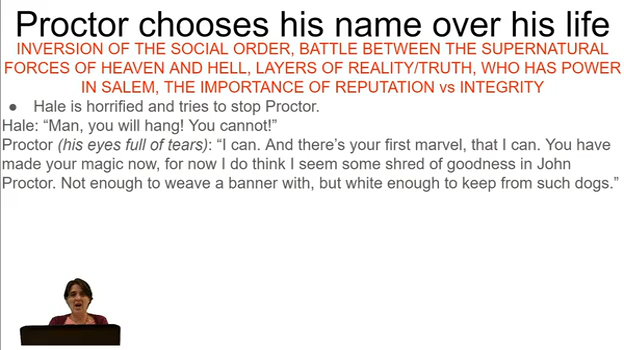 Proctor chooses his name over his life
INVERSION OF THE SOCIAL ORDER, BATTLE BETWEEN THE SUPERNATURAL
FORCES OF HEAVEN AND HELL, LAYERS OF REALITY/TRUTH, WHO HAS POWER
IN SALEM, THE IMPORTANCE OF REPUTATION vs INTEGRITY
● Hale is horrified and tries to stop Proctor.
Hale: “Man, you will hang! You cannot!”
Proctor (his eyes full of tears): “I can. And there’s your first marvel, that I can. You have
made your magic now, for now I do think I seem some shred of goodness in John
Proctor. Not enough to weave a banner with, but white enough to keep from such dogs.”